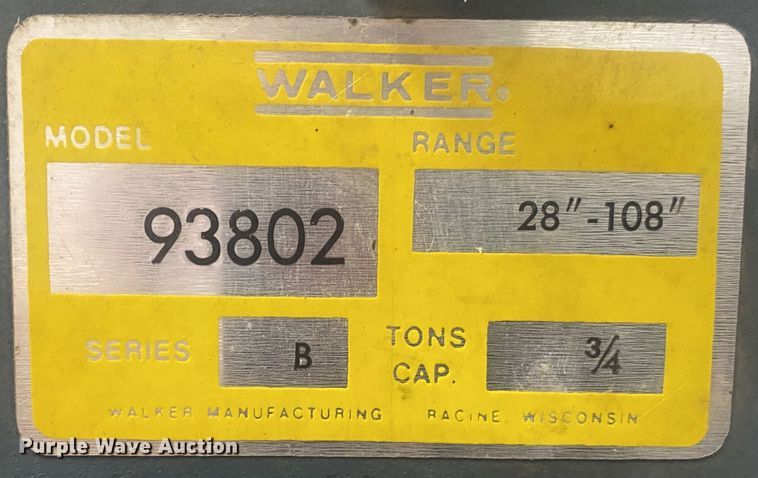 WALKER.
MODEL
93802
RANGE
28"-108"
SERIES B
TONS CAP. 3/4
WALKER MANUFACTURING RACINE, WISCONSIN
Purple Wave Auction